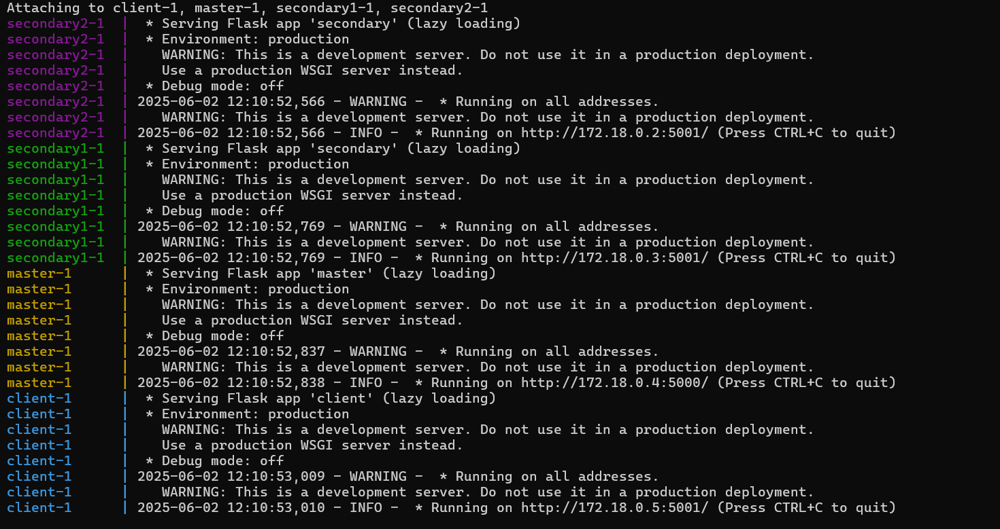 Attaching to client-1, master-1, secondary1-1, secondary2-1
secondary2-1  |  * Serving Flask app 'secondary' (lazy loading)
secondary2-1  |  * Environment: production
secondary2-1  |    WARNING: This is a development server. Do not use it in a production deployment.
secondary2-1  |    Use a production WSGI server instead.
secondary2-1  |  * Debug mode: off
secondary2-1  | 2025-06-02 12:10:52,566 - WARNING -  * Running on all addresses.
secondary2-1  |    WARNING: This is a development server. Do not use it in a production deployment.
secondary2-1  | 2025-06-02 12:10:52,566 - INFO -  * Running on http://172.18.0.2:5001/ (Press CTRL+C to quit)
secondary1-1  |  * Serving Flask app 'secondary' (lazy loading)
secondary1-1  |  * Environment: production
secondary1-1  |    WARNING: This is a development server. Do not use it in a production deployment.
secondary1-1  |    Use a production WSGI server instead.
secondary1-1  |  * Debug mode: off
secondary1-1  | 2025-06-02 12:10:52,769 - WARNING -  * Running on all addresses.
secondary1-1  |    WARNING: This is a development server. Do not use it in a production deployment.
secondary1-1  | 2025-06-02 12:10:52,769 - INFO -  * Running on http://172.18.0.3:5001/ (Press CTRL+C to quit)
master-1      |  * Serving Flask app 'master' (lazy loading)
master-1      |  * Environment: production
master-1      |    WARNING: This is a development server. Do not use it in a production deployment.
master-1      |    Use a production WSGI server instead.
master-1      |  * Debug mode: off
master-1      | 2025-06-02 12:10:52,837 - WARNING -  * Running on all addresses.
master-1      |    WARNING: This is a development server. Do not use it in a production deployment.
master-1      | 2025-06-02 12:10:52,838 - INFO -  * Running on http://172.18.0.4:5000/ (Press CTRL+C to quit)
client-1      |  * Serving Flask app 'client' (lazy loading)
client-1      |  * Environment: production
client-1      |    WARNING: This is a development server. Do not use it in a production deployment.
client-1      |    Use a production WSGI server instead.
client-1      |  * Debug mode: off
client-1      | 2025-06-02 12:10:53,009 - WARNING -  * Running on all addresses.
client-1      |    WARNING: This is a development server. Do not use it in a production deployment.
client-1      | 2025-06-02 12:10:53,010 - INFO -  * Running on http://172.18.0.5:5001/ (Press CTRL+C to quit)